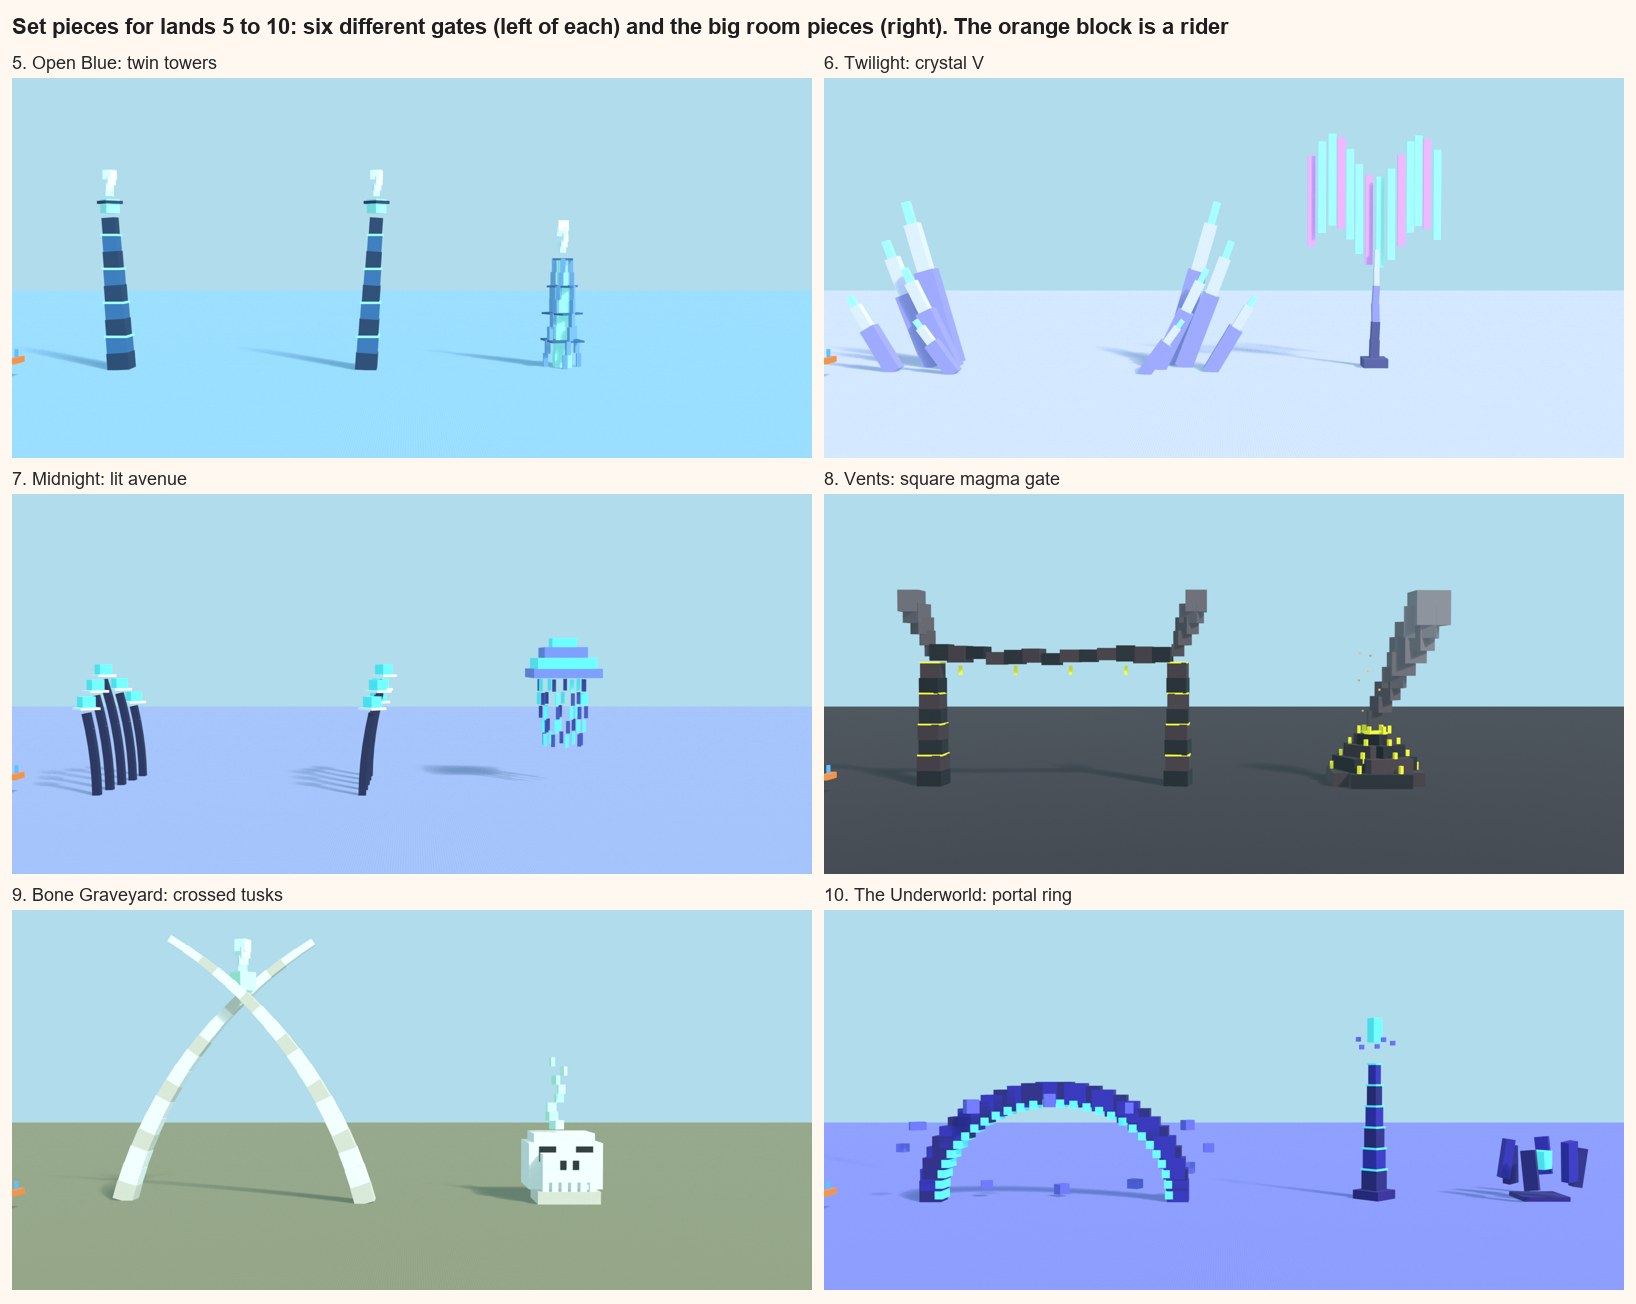 Set pieces for lands 5 to 10: six different gates (left of each) and the big room pieces (right). The orange block is a rider
5. Open Blue: twin towers
6. Twilight: crystal V
7. Midnight: lit avenue
8. Vents: square magma gate
9. Bone Graveyard: crossed tusks
10. The Underworld: portal ring